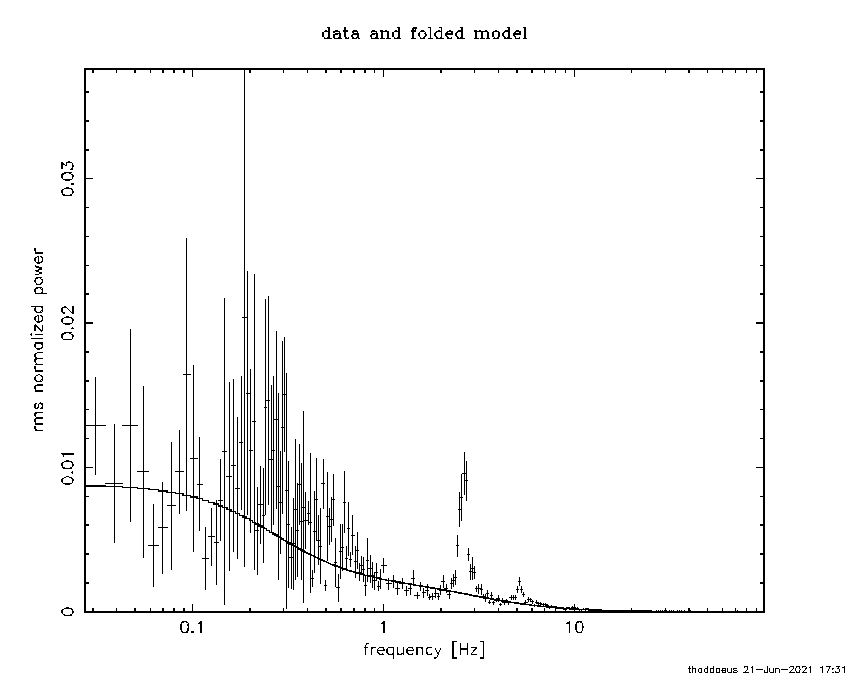 data and folded model
rms normalized power
0.03
0.02
0.01
0
0.1
1
10
frequency [Hz]
thaddaeus 21-Jun-2021 17:31